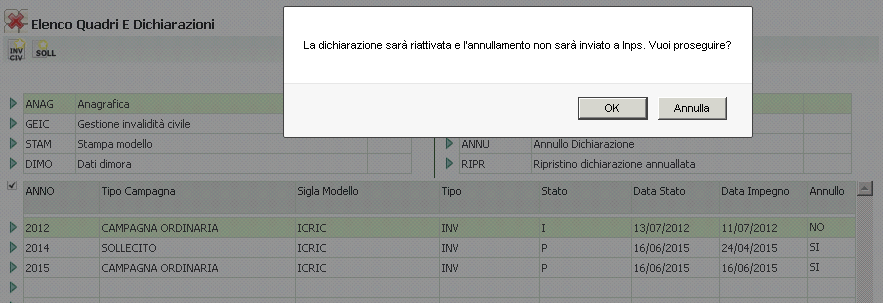 Elenco Quadri E Dichiarazioni
INV CIV
SOLL
La dichiarazione sarà riattivata e l'annullamento non sarà inviato a Inps. Vuoi proseguire?
OK Annulla
ANAG Anagrafica
GEIC Gestione invalidità civile
STAM Stampa modello ANNU Annullo Dichiarazione
DIMO Dati dimora RIPR Ripristino dichiarazione annuallata
ANNO Tipo Campagna Sigla Modello Tipo Stato Data Stato Data Impegno Annullo
2012 CAMPAGNA ORDINARIA ICRIC INV I 13/07/2012 11/07/2012 NO
2014 SOLLECITO ICRIC INV P 16/06/2015 24/04/2015 SI
2015 CAMPAGNA ORDINARIA ICRIC INV P 16/06/2015 16/06/2015 SI